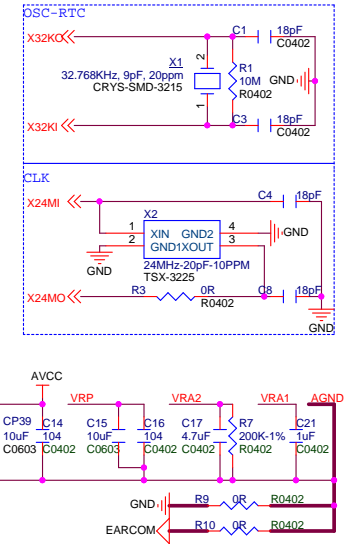 OSC-RTC
X32KO
C1
18pF
C0402
X1
32.768KHz, 9pF, 20ppm
CRYS-SMD-3215
2
1
R1
10M
R0402
GND
X32KI
C3
18pF
C0402
CLK
X24MI
C4
18pF
X2
1
XIN
GND2
4
GND
2
GND1
XOUT
3
GND
24MHz-20pF-10PPM
TSX-3225
X24MO
R3
0R
R0402
C8
18pF
GND
AVCC
VRP
VRA2
VRA1
AGND
CP39
C14
C15
C16
C17
R7
C21
10uF
104
10uF
104
4.7uF
200K-1%
1uF
C0603
C0402
C0603
C0402
C0402
R0402
C0402
GND
R9
0R
R0402
EARCOM
R10
0R
R0402